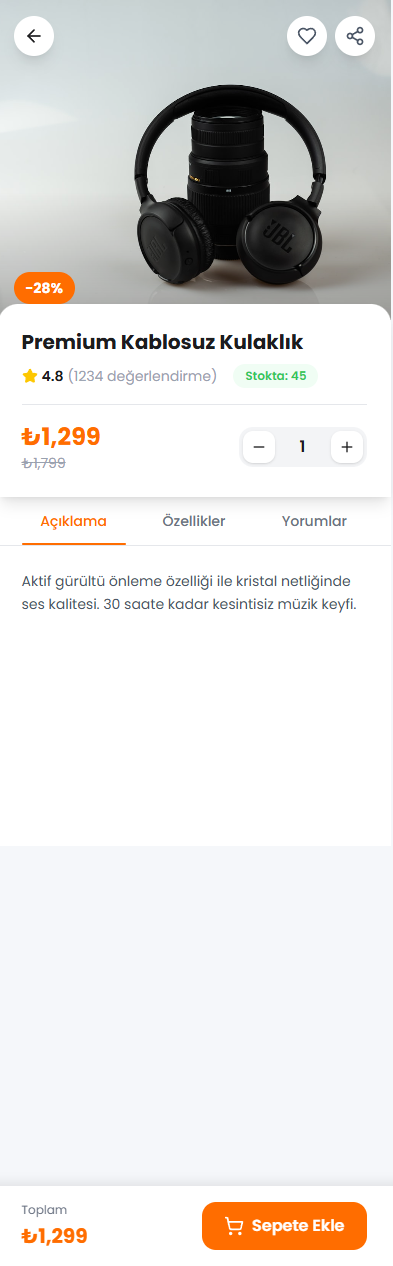 JBL
JBL
-28%
Premium Kablosuz Kulaklık
4.8 (1234 değerlendirme) Stokta: 45
₺1,299
₺1,799
1
Açıklama Özellikler Yorumlar
Aktif gürültü önleme özelliği ile kristal netliğinde
ses kalitesi. 30 saate kadar kesintisiz müzik keyfi.
Toplam
₺1,299
Sepete Ekle